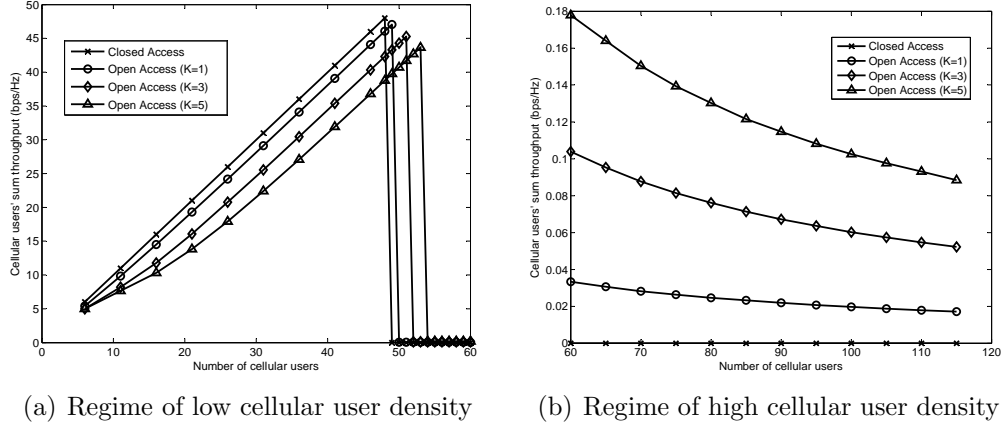 50
45
40
35
30
25
20
15
10
5
0
0 10 20 30 40 50 60
Cellular users' sum throughput (bps/Hz)
Number of cellular users
Closed Access
Open Access (K=1)
Open Access (K=3)
Open Access (K=5)
(a) Regime of low cellular user density
0.18
0.16
0.14
0.12
0.1
0.08
0.06
0.04
0.02
0
60 70 80 90 100 110 120
Cellular users' sum throughput (bps/Hz)
Number of cellular users
Closed Access
Open Access (K=1)
Open Access (K=3)
Open Access (K=5)
(b) Regime of high cellular user density